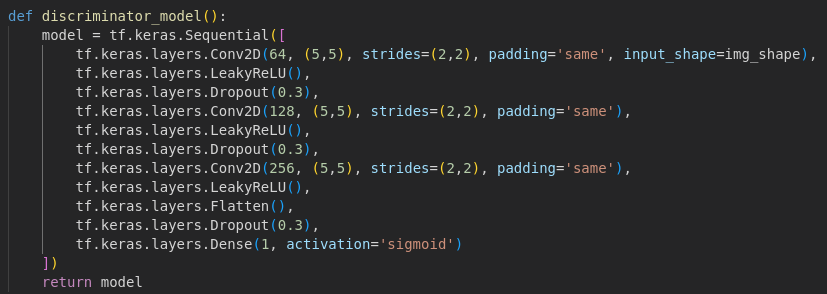 def discriminator_model():
    model = tf.keras.Sequential([
        tf.keras.layers.Conv2D(64, (5,5), strides=(2,2), padding='same', input_shape=img_shape),
        tf.keras.layers.LeakyReLU(),
        tf.keras.layers.Dropout(0.3),
        tf.keras.layers.Conv2D(128, (5,5), strides=(2,2), padding='same'),
        tf.keras.layers.LeakyReLU(),
        tf.keras.layers.Dropout(0.3),
        tf.keras.layers.Conv2D(256, (5,5), strides=(2,2), padding='same'),
        tf.keras.layers.LeakyReLU(),
        tf.keras.layers.Flatten(),
        tf.keras.layers.Dropout(0.3),
        tf.keras.layers.Dense(1, activation='sigmoid')
    ])
    return model